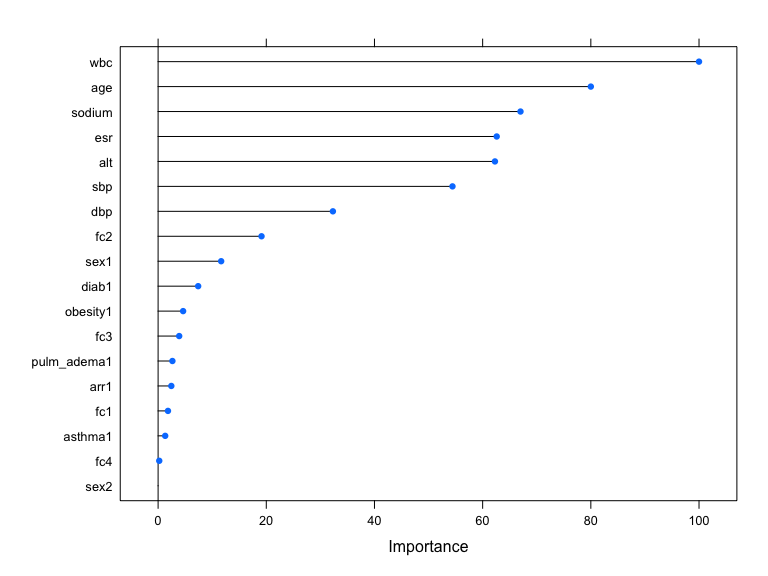 wbc
age
sodium
esr
alt
sbp
dbp
fc2
sex1
diab1
obesity1
fc3
pulm_adema1
arr1
fc1
asthma1
fc4
sex2
0 20 40 60 80 100
Importance